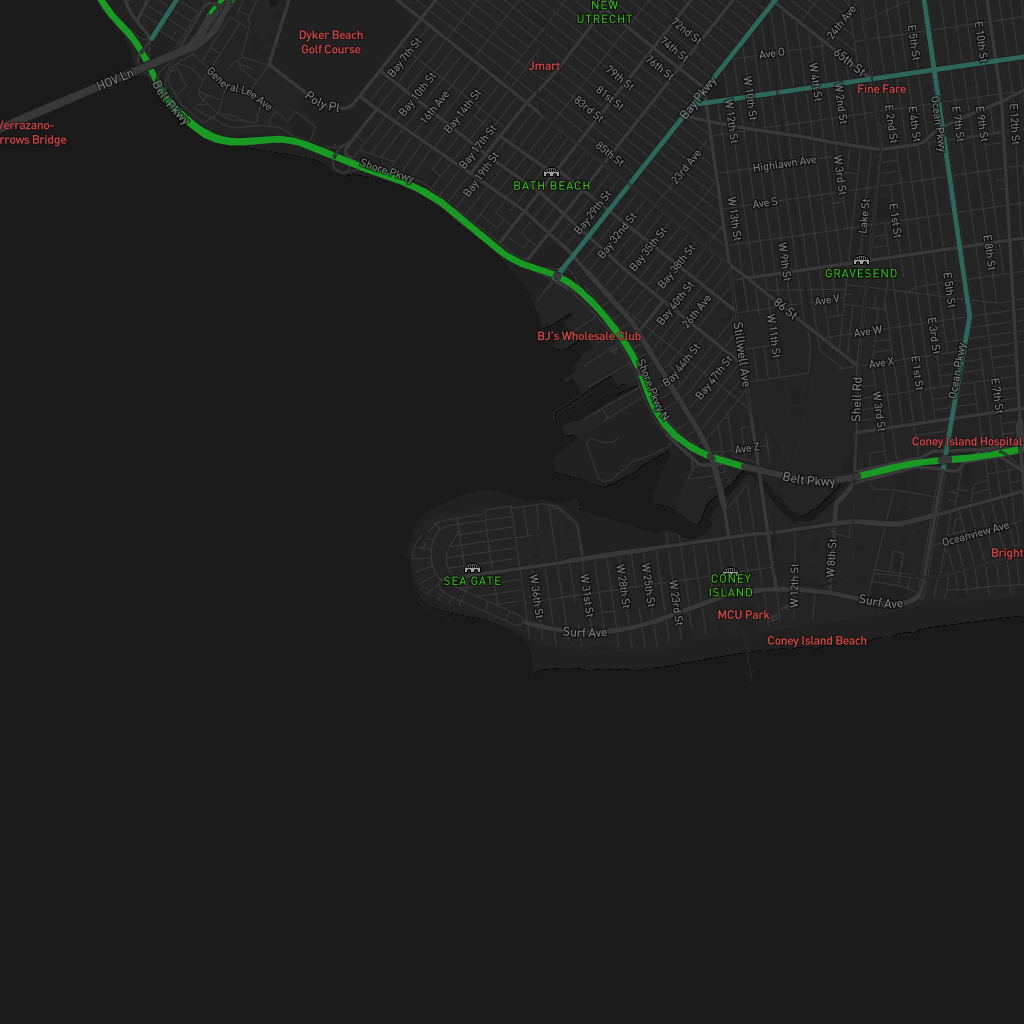 NEW
UTRECHT
72nd St
24th Ave
E 5th St
E 10th St
Dyker Beach
Golf Course
Bay 7th St
74th St
Ave O
65th St
Jmart
76th St
HOV Ln
General Lee Ave
Bay 10th St
79th St
W 10th St
W 4th St
Fine Fare
Belt Pkwy
Poly Pl
16th Ave
Bay 14th St
81st St
83rd St
Bay Pkwy
W 12th St
W 2nd St
E 2nd St
E 4th St
Ocean Pkwy
E 7th St
E 9th St
E 12th St
Verrazano-
rrows Bridge
Bay 17th St
85th St
23rd Ave
Highlawn Ave
W 3rd St
Shore Pkwy
Bay 19th St
BATH BEACH
Bay 29th St
W 13th St
Ave S
Lake St
E 1st St
Bay 32nd St
Bay 35th St
Bay 38th St
W 9th St
GRAVESEND
E 8th St
E 5th St
Bay 40th St
26th Ave
86 St
Ave V
BJ's Wholesale Club
Stillwell Ave
W 11th St
Ave W
E 3rd St
Bay 44th St
Bay 47th St
Ave X
E 1st St
Ocean Pkwy
Shore Pkwy N
Shell Rd
W 3rd St
E 7th St
Ave Z
Coney Island Hospital
Belt Pkwy
Oceanview Ave
W 8th St
Bright
SEA GATE
W 36th St
W 31st St
W 28th St
W 25th St
W 23rd St
CONEY
ISLAND
W 12th St
Surf Ave
MCU Park
Surf Ave
Coney Island Beach